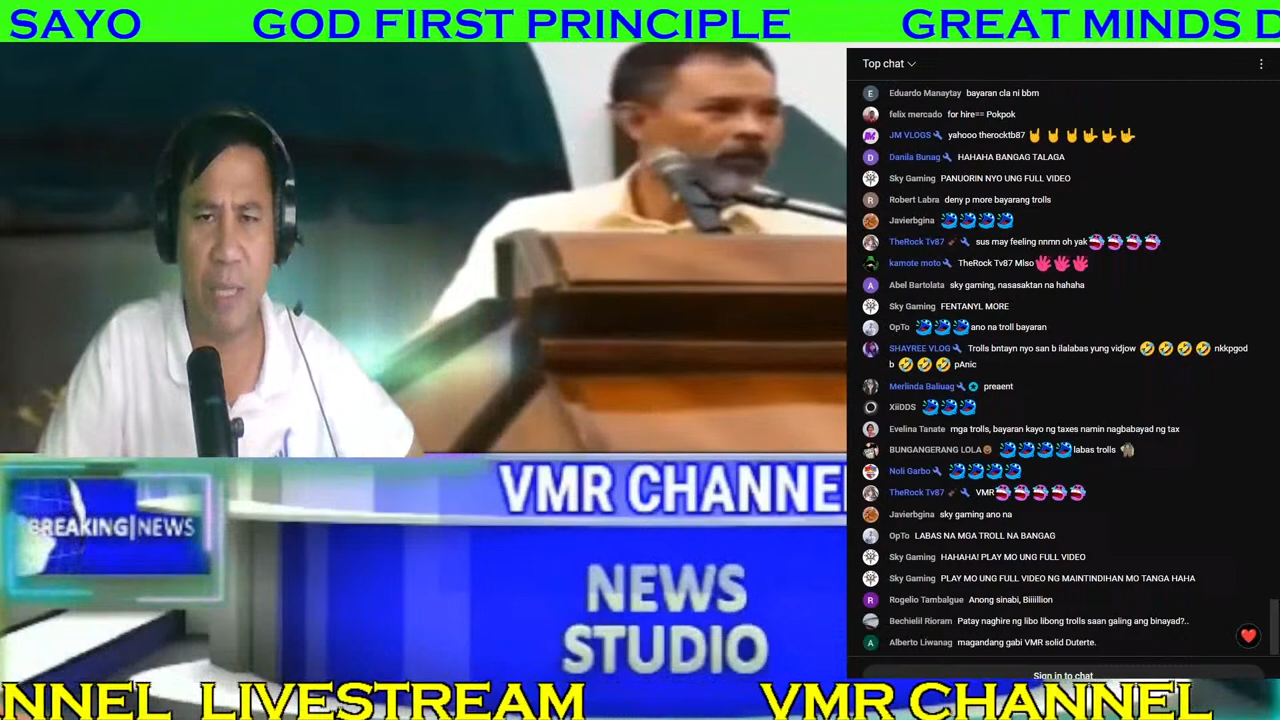 SAYO GOD FIRST PRINCIPLE GREAT MINDS D
Top chat
Eduardo Manaytay bayaran cla ni bbm
felix mercado for hire== Pokpok
JM VLOGS yahooo therocktb87 🤘 🤘 🤘 🤟 🤟 🤟
Danila Bunag HAHAHA BANGAG TALAGA
Sky Gaming PANUORIN NYO UNG FULL VIDEO
Robert Labra deny p more bayarang trolls
Javierbgina
TheRock Tv87 sus may feeling nnmn oh yak
kamote moto TheRock Tv87 MIso
Abel Bartolata sky gaming, nasasaktan na hahaha
Sky Gaming FENTANYL MORE
OpTo ano na troll bayaran
SHAYREE VLOG Trolls bntayn nyo san b ilalabas yung vidjow 🤣 🤣 🤣 🤣 nkkpgod
b 🤣 🤣 🤣 pAnic
Merlinda Baliuag preaent
XiiDDS
Evelina Tanate mga trolls, bayaran kayo ng taxes namin nagbabayad ng tax
BUNGANGERANG LOLA labas trolls
Noli Garbo
TheRock Tv87 VMR
Javierbgina sky gaming ano na
OpTo LABAS NA MGA TROLL NA BANGAG
Sky Gaming HAHAHA! PLAY MO UNG FULL VIDEO
Sky Gaming PLAY MO UNG FULL VIDEO NG MAINTINDIHAN MO TANGA HAHA
Rogelio Tambalgue Anong sinabi, Biiiillion
Bechielil Rioram Patay naghire ng libo libong trolls saan galing ang binayad?..
Alberto Liwanag magandang gabi VMR solid Duterte.
Sign in to chat
VMR CHANNE
BREAKING|NEWS
NEWS
STUDIO
NNEL LIVESTREAM VMR CHANNEL